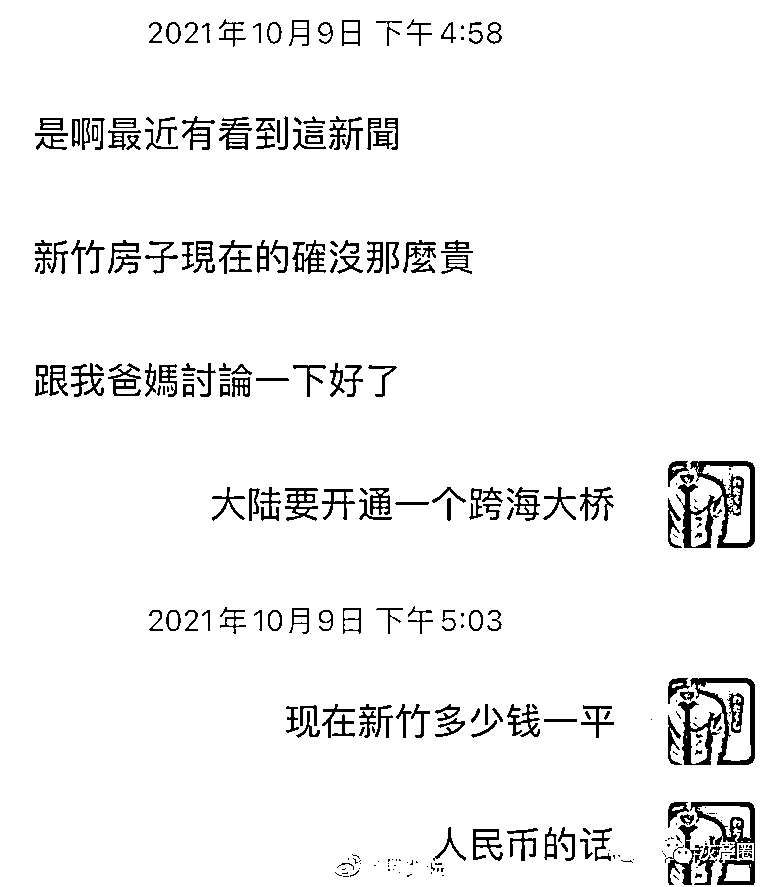 2021年10月9日 下午4:58
是啊最近有看到這新聞
新竹房子現在的確沒那麼貴
跟我爸媽討論一下好了
大陆要开通一个跨海大桥
2021年10月9日 下午5:03
现在新竹多少钱一平
人民币的话